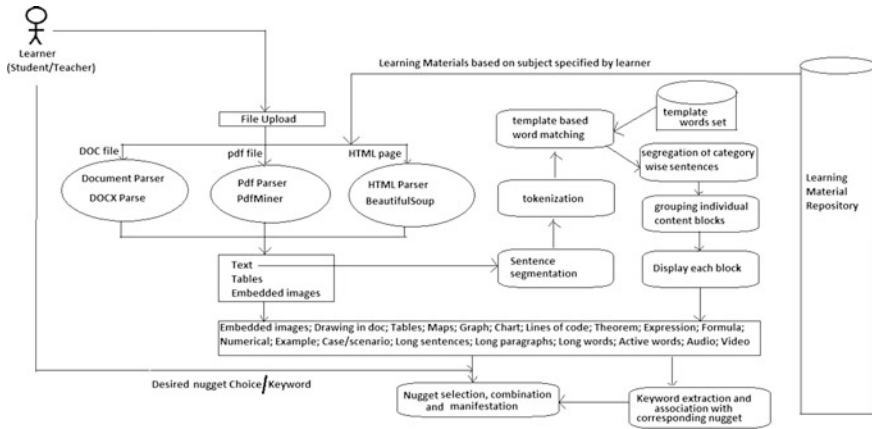 Learner
(Student/Teacher)
Learning Materials based on subject specified by learner
File Upload
DOC file
pdf file
HTML page
Document Parser
DOCX Parse
Pdf Parser
PdfMiner
HTML Parser
BeautifulSoup
template based
word matching
template
words set
segregation of category
wise sentences
tokenization
grouping individual
content blocks
Learning
Material
Repository
Text
Tables
Embedded images
Sentence
segmentation
Display each block
Embedded images; Drawing in doc; Tables; Maps; Graph; Chart; Lines of code; Theorem; Expression; Formula;
Numerical; Example; Case/scenario; Long sentences; Long paragraphs; Long words; Active words; Audio; Video
Desired nugget Choice/Keyword
Nugget selection, combination
and manifestation
Keyword extraction and
association with
corresponding nugget